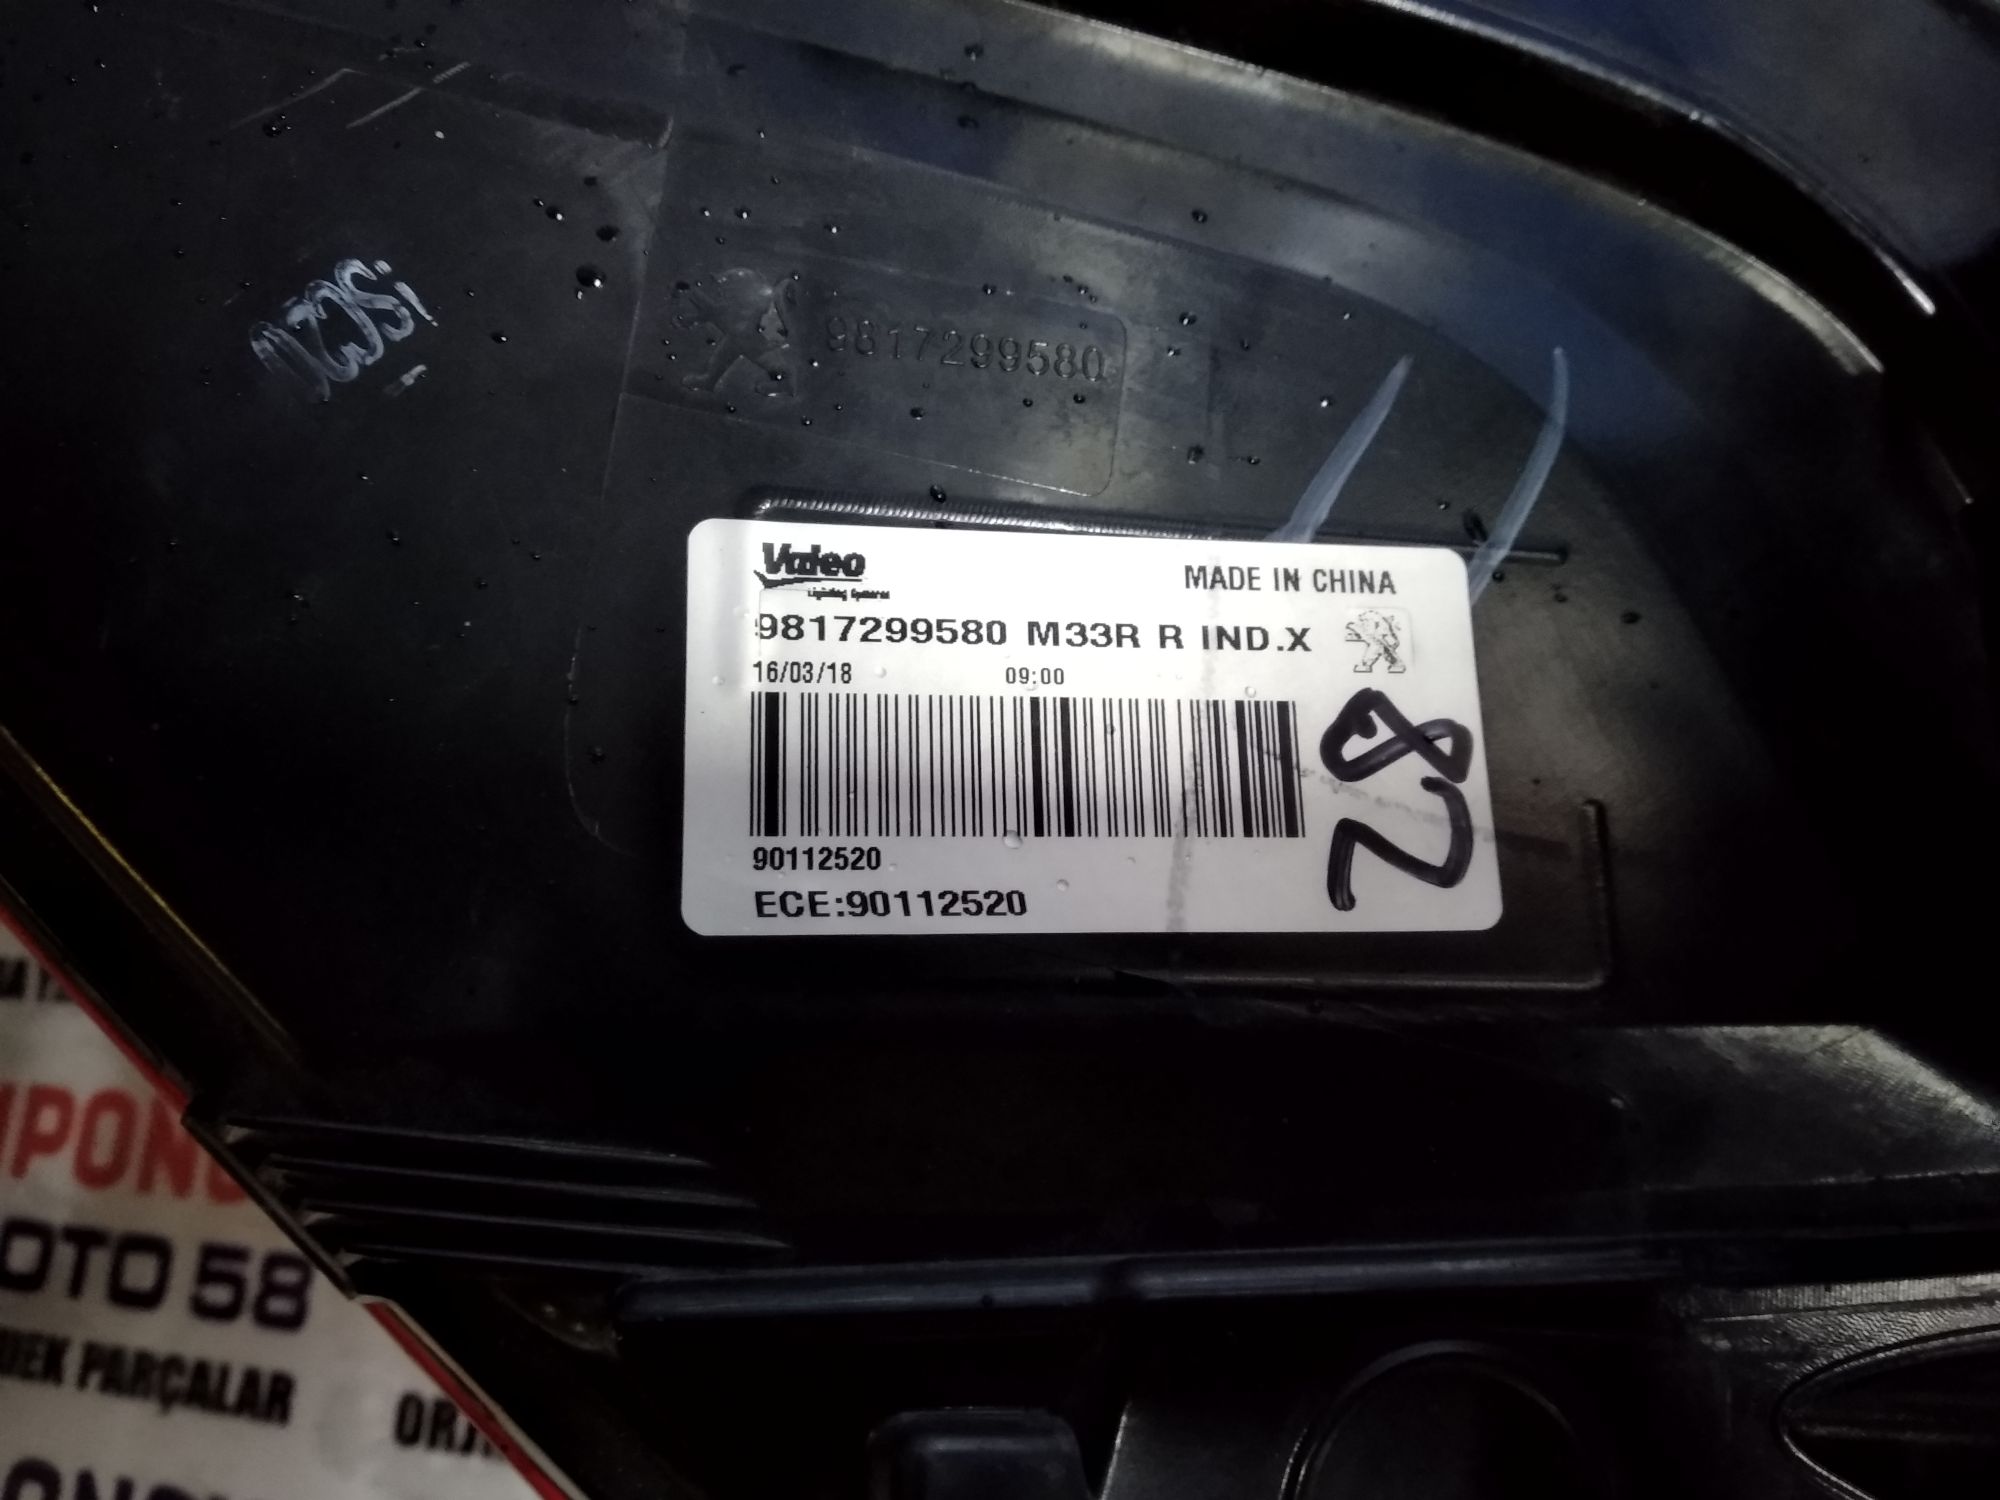 9817299580
Valeo
MADE IN CHINA
9817299580 M33R R IND.X
16/03/18 09:00
82
90112520
ECE:90112520
OTO 58
PARÇALAR